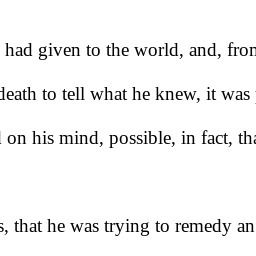 had given to the world, and, from
death to tell what he knew, it was
on his mind, possible, in fact,
that he was trying to remedy an